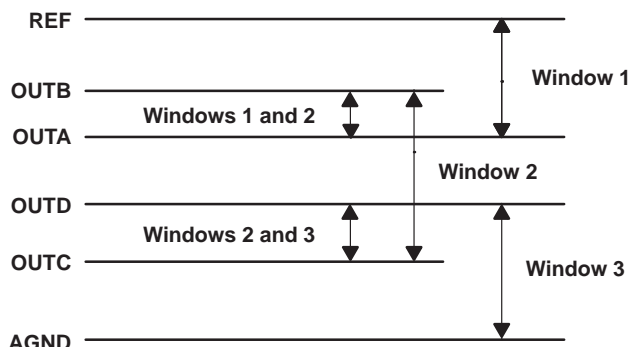 REF
Window 1
OUTB
Windows 1 and 2
OUTA
Window 2
OUTD
Windows 2 and 3
OUTC
Window 3
AGND